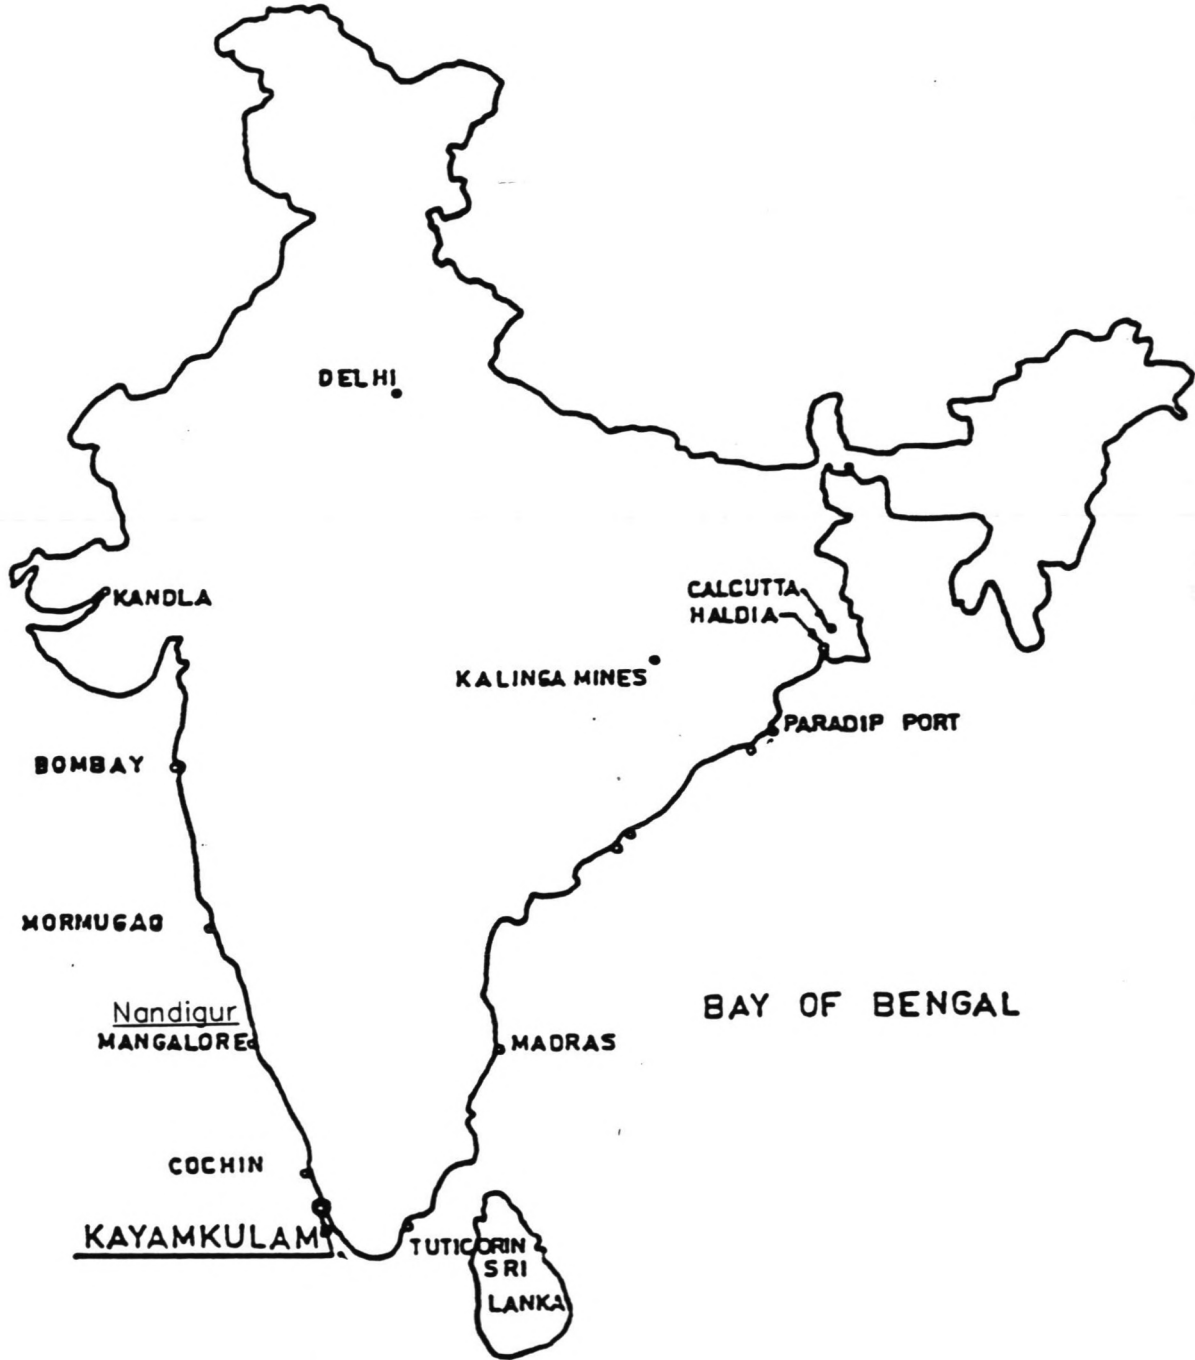 DELHI
KANDLA
CALCUTTA
HALDIA
KALINGA MINES
PARADIP PORT
BOMBAY
MORMUGAO
BAY OF BENGAL
Nandigur
MANGALORE
MADRAS
COCHIN
KAYAMKULAM
TUTICORIN
SRI
LANKA